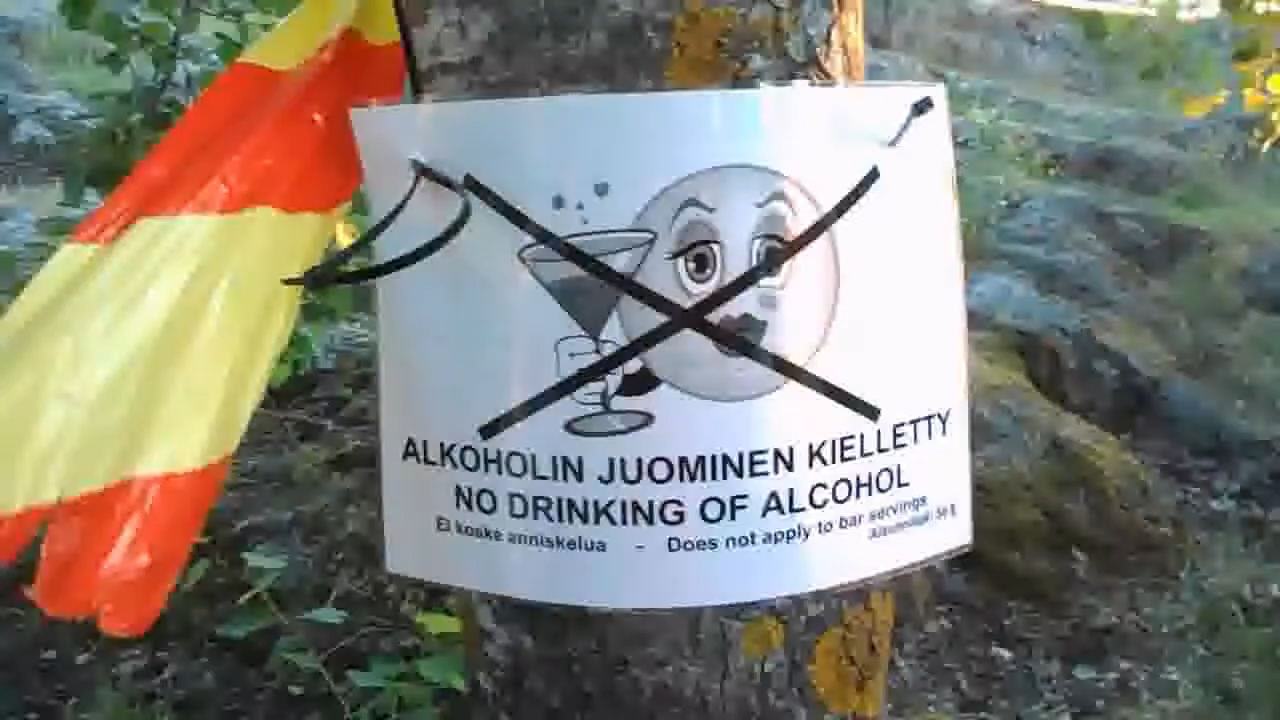 ALKOHOLIN JUOMINEN KIELLETTY
NO DRINKING OF ALCOHOL
Ei koske anniskelua - Does not apply to bar servings